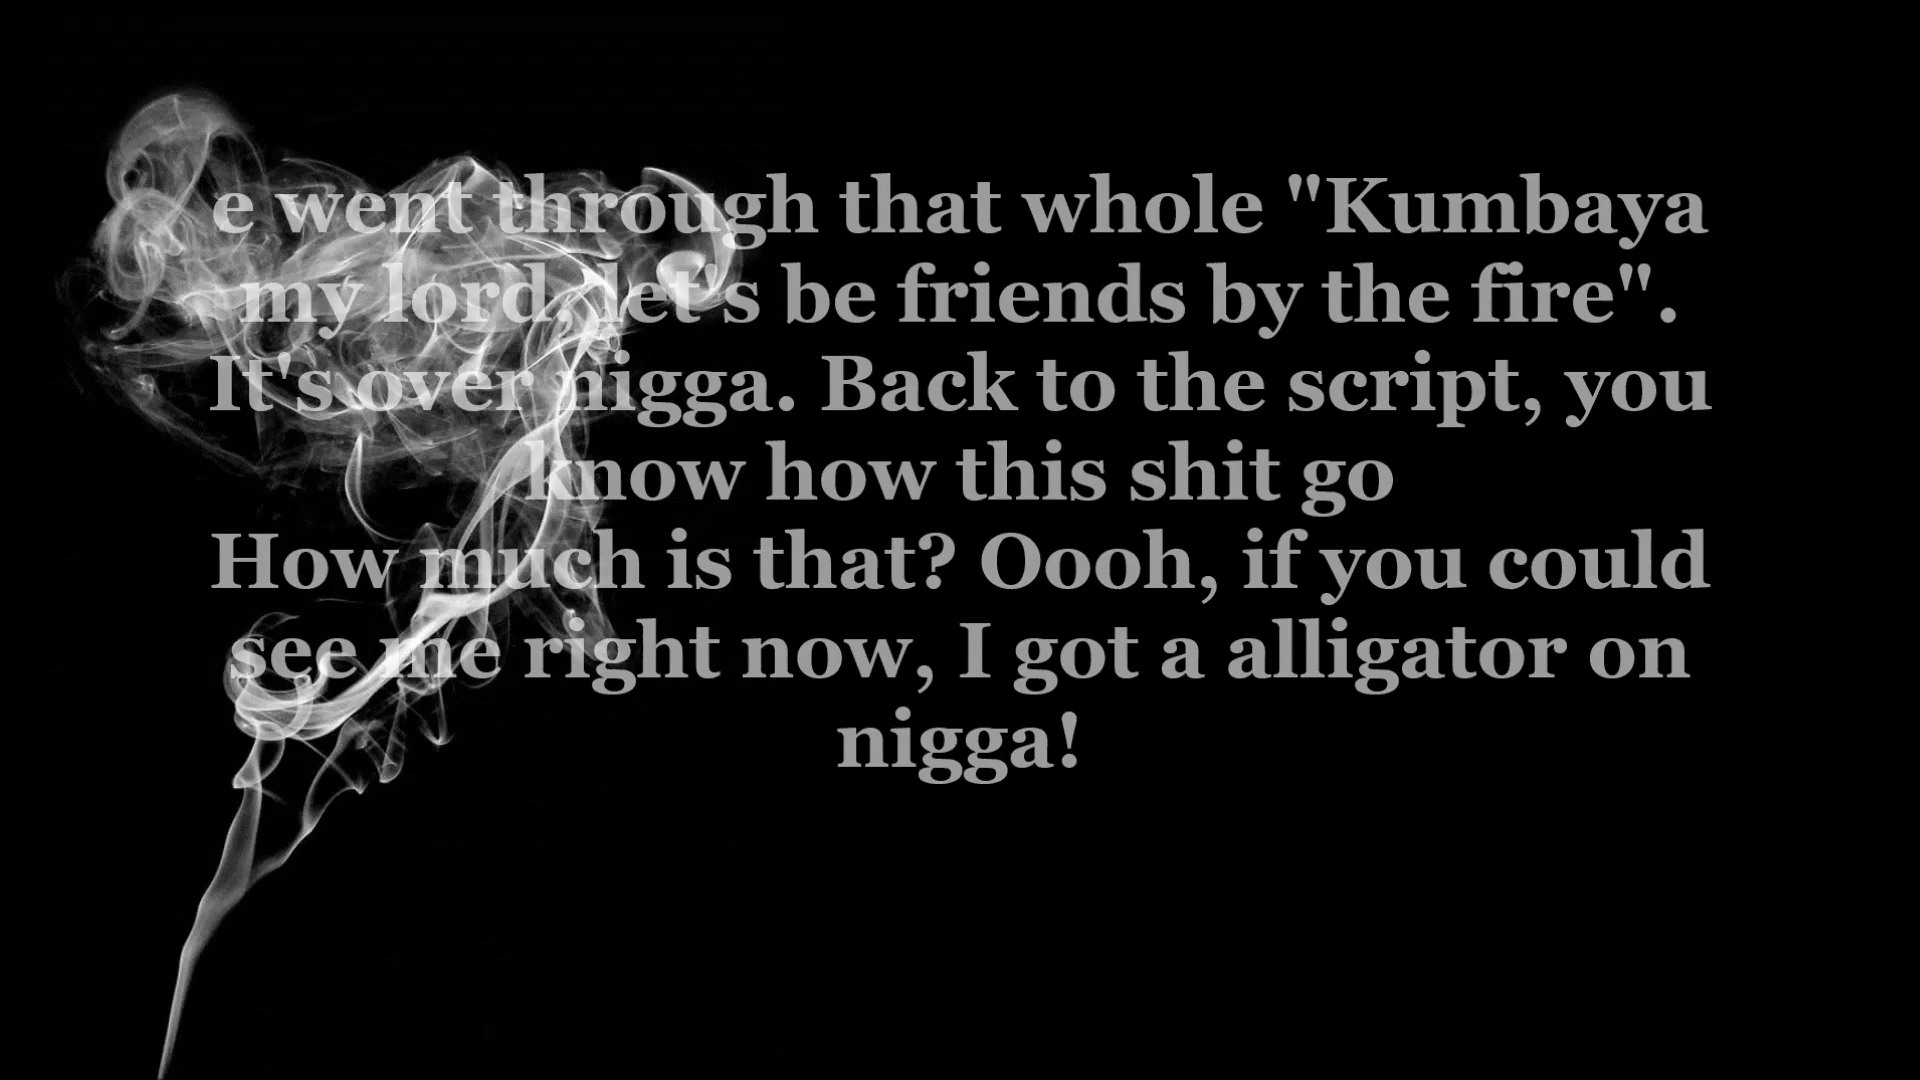 e went through that whole "Kumbaya
my lord, let's be friends by the fire".
It's over nigga. Back to the script, you
know how this shit go
How much is that? Oooh, if you could
see me right now, I got a alligator on
nigga!